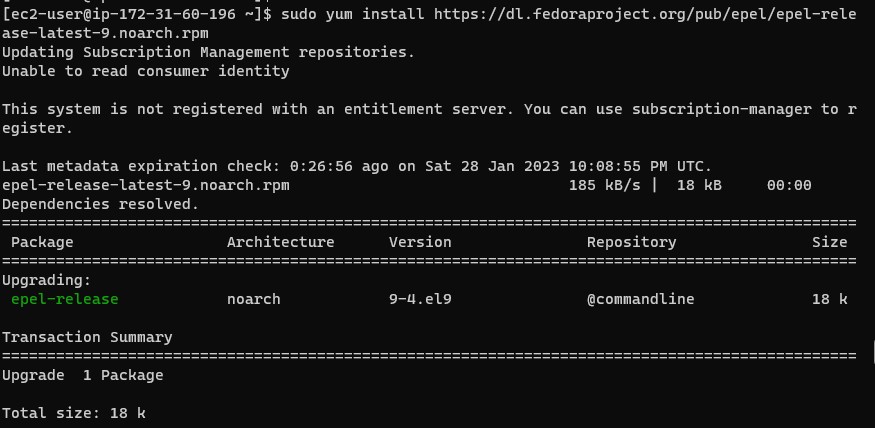 [ec2-user@ip-172-31-60-196 ~]$ sudo yum install https://dl.fedoraproject.org/pub/epel/epel-rele
ase-latest-9.noarch.rpm
Updating Subscription Management repositories.
Unable to read consumer identity
This system is not registered with an entitlement server. You can use subscription-manager to r
egister.
Last metadata expiration check: 0:26:56 ago on Sat 28 Jan 2023 10:08:55 PM UTC.
epel-release-latest-9.noarch.rpm                               185 kB/s |  18 kB     00:00
Dependencies resolved.
===============================================================================================
 Package                 Architecture      Version               Repository               Size
===============================================================================================
Upgrading:
 epel-release            noarch            9-4.el9               @commandline             18 k
Transaction Summary
===============================================================================================
Upgrade  1 Package
Total size: 18 k